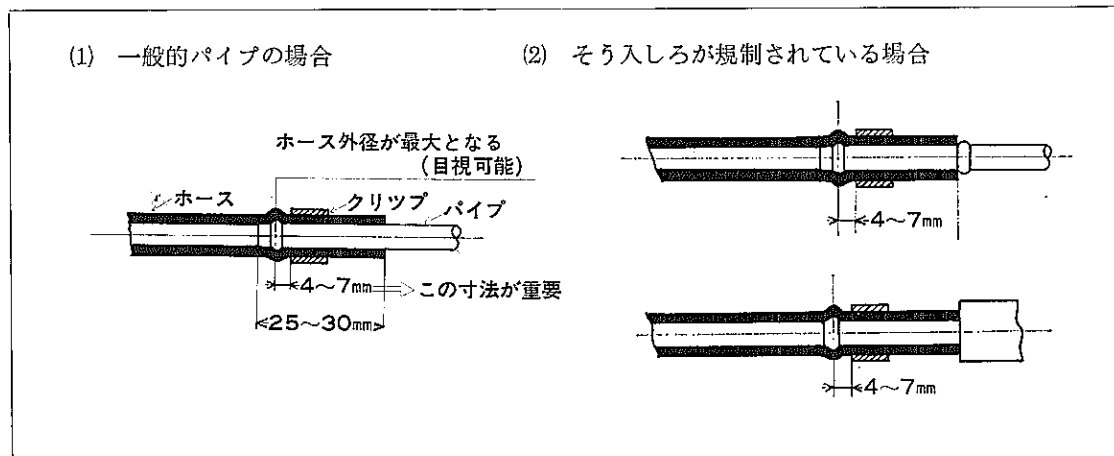 (1) 一般的パイプの場合
ホース外径が最大となる
(目視可能)
ホース
クリツプ
パイプ
4〜7mm
この寸法が重要
25〜30mm
(2) そう入しろが規制されている場合
4〜7mm
4〜7mm